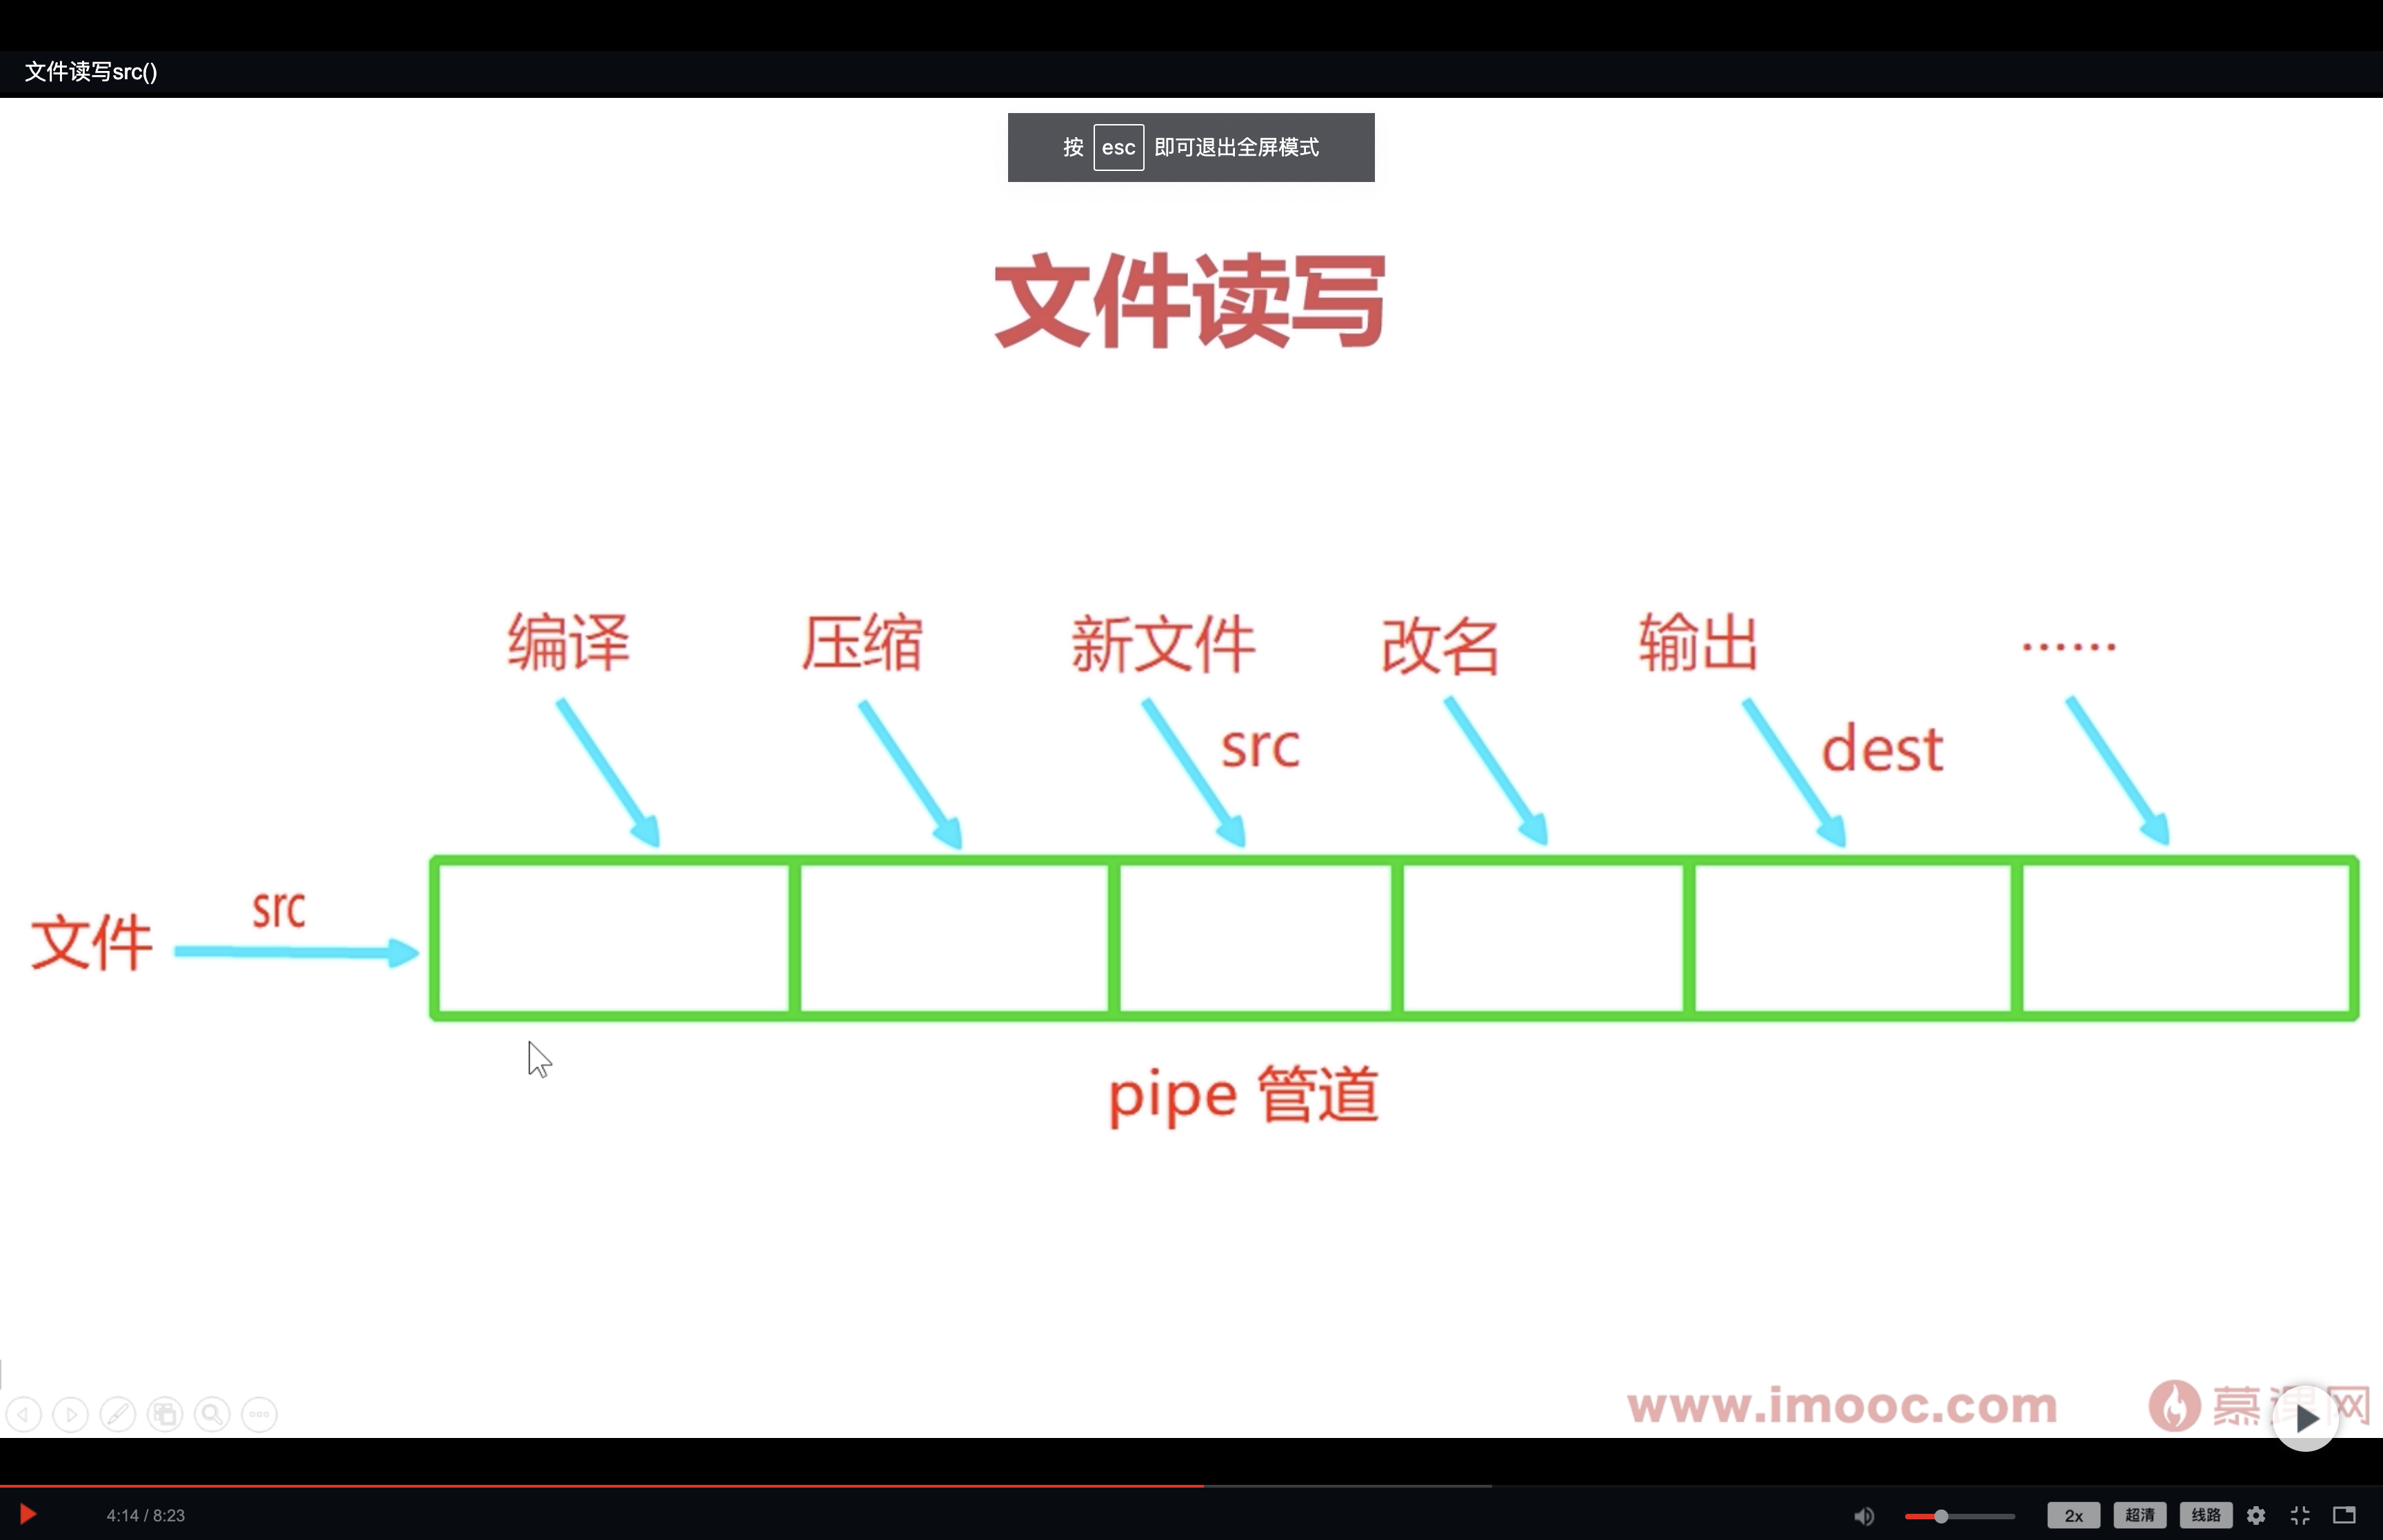 文件读写src()
按 esc 即可退出全屏模式
文件读写
编译 压缩 新文件 改名 输出 ……
src dest
src
文件
pipe 管道
www.imooc.com 慕课网
4:14 / 8:23 2x 超清 线路